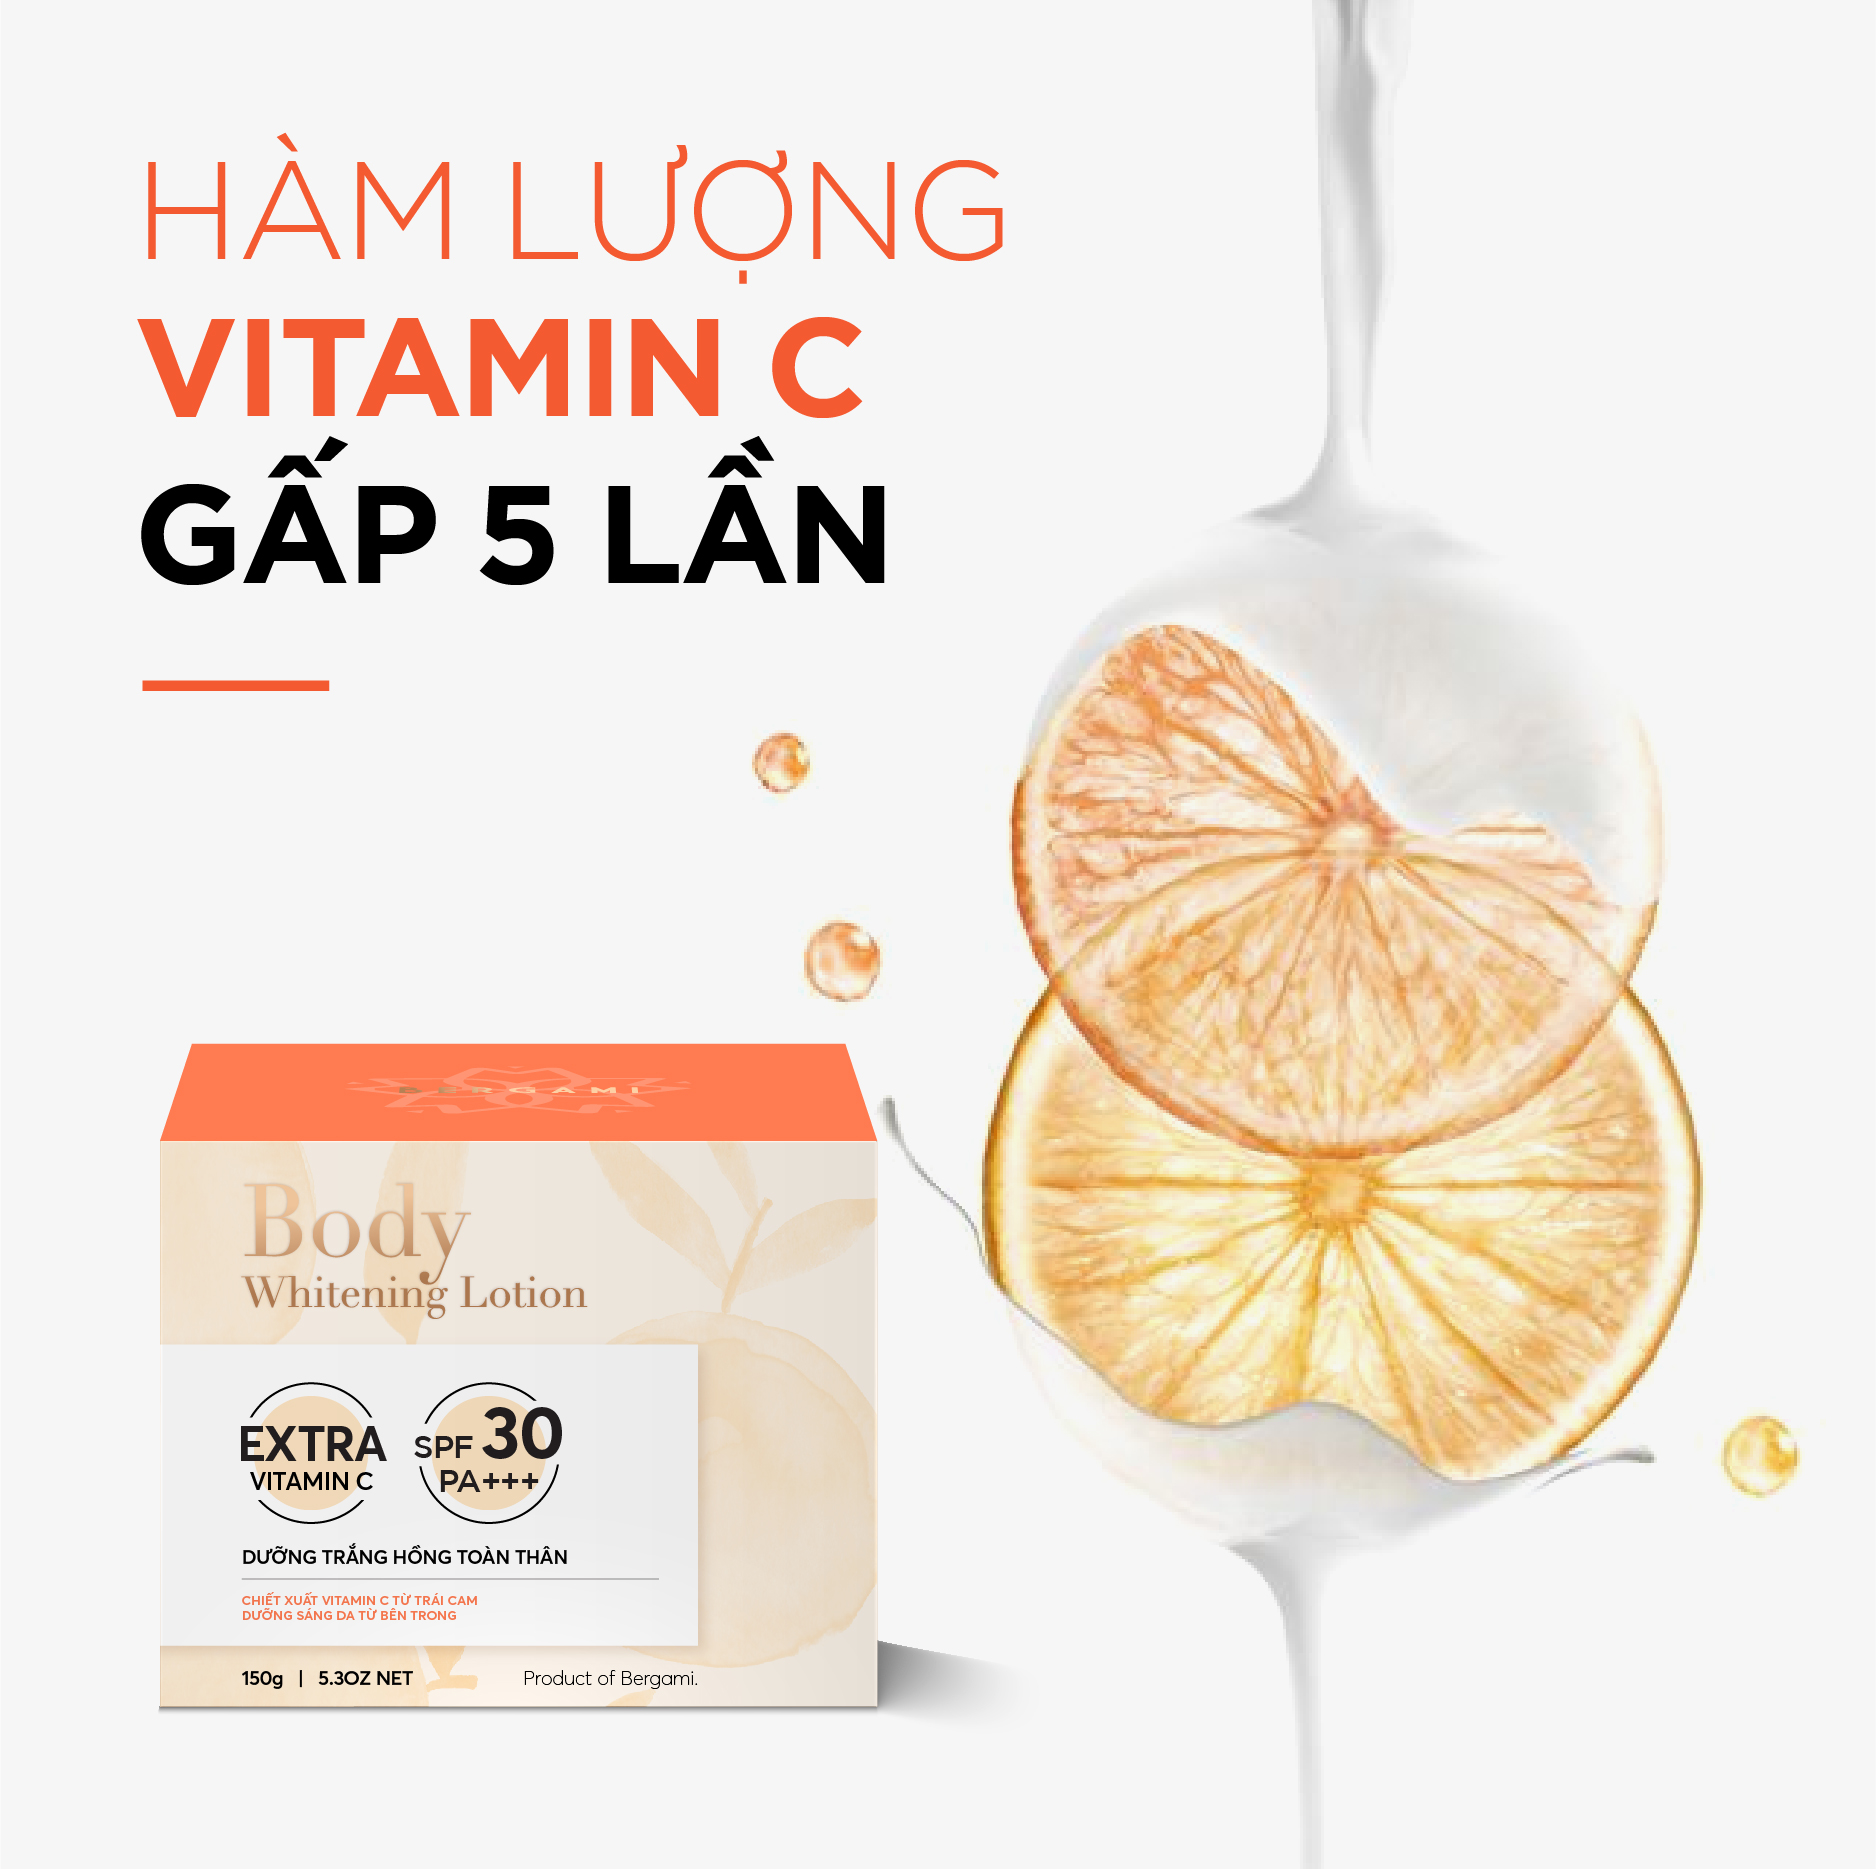 HÀM LƯỢNG
VITAMIN C
GẤP 5 LẦN
BERGAMI
Body
Whitening Lotion
EXTRA
VITAMIN C
SPF 30
PA+++
DƯỠNG TRẮNG HỒNG TOÀN THÂN
CHIẾT XUẤT VITAMIN C TỪ TRÁI CAM
DƯỠNG SÁNG DA TỪ BÊN TRONG
150g | 5.3OZ NET
Product of Bergami.